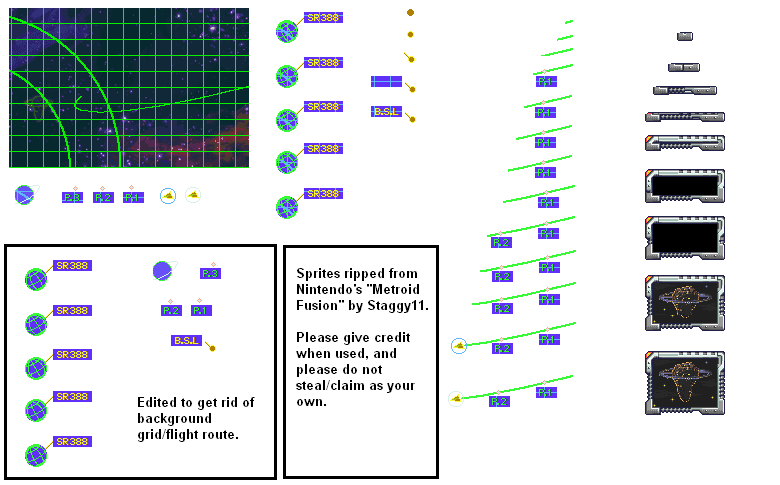 SR388
SR388
SR388
SR388
SR388
B.S.L
P.3 P.2 P.1
P.1
P.1
P.1
P.1
P.1
P.2 P.1
P.2 P.1
P.2 P.1
P.2 P.1
P.2 P.1
SR388
SR388
SR388
SR388
SR388
P.3
P.2 P.1
B.S.L
Edited to get rid of
background
grid/flight route.
Sprites ripped from
Nintendo's "Metroid
Fusion" by Staggy11.
Please give credit
when used, and
please do not
steal/claim as your
own.